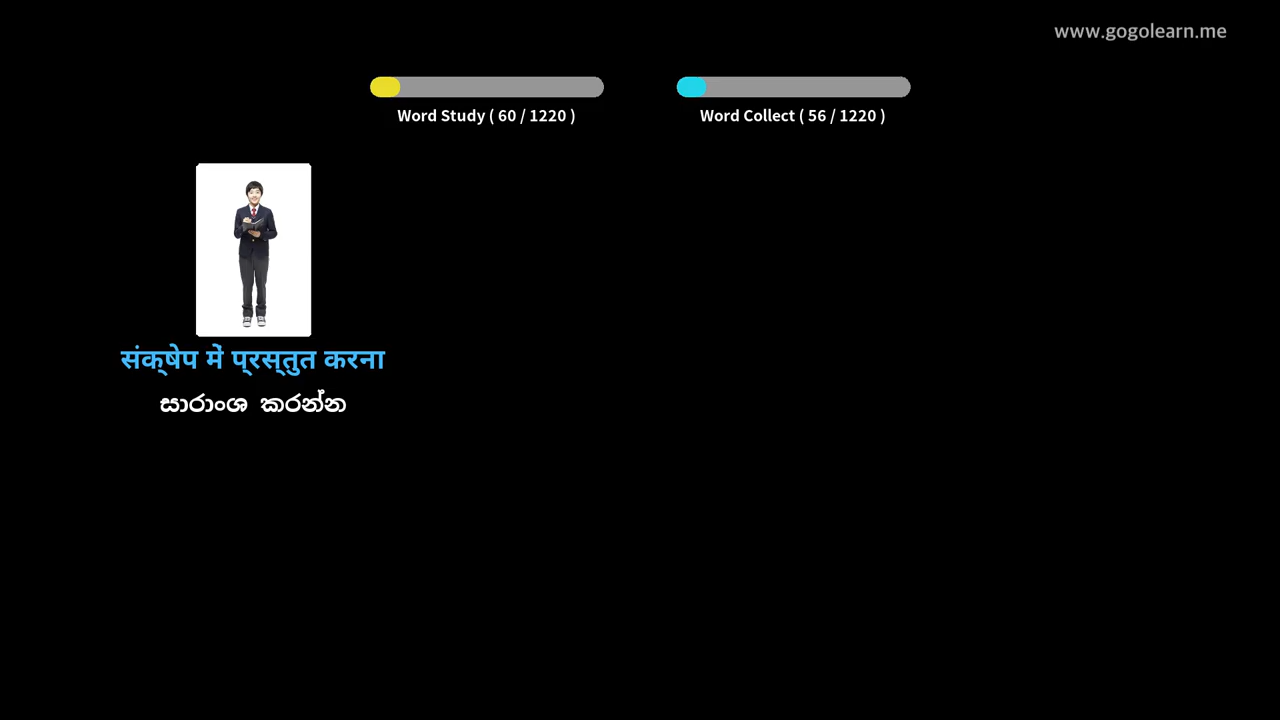 www.gogolearn.me
Word Study ( 60 / 1220 )
Word Collect ( 56 / 1220 )
संक्षेप में प्रस्तुत करना
සාරාංශ කරන්න